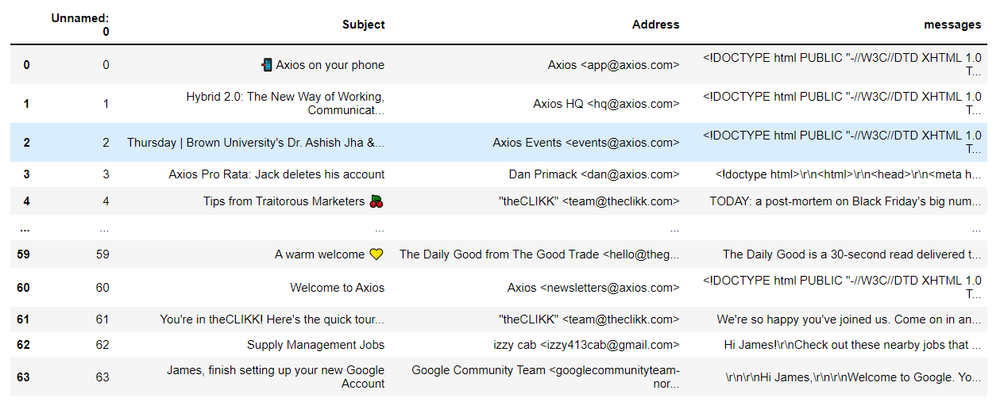 Unnamed: 0 Subject Address messages
0 0 📲 Axios on your phone Axios <app@axios.com> <!DOCTYPE html PUBLIC "-//W3C//DTD XHTML 1.0 T...
1 1 Hybrid 2.0: The New Way of Working, Communicat... Axios HQ <hq@axios.com> <!DOCTYPE html PUBLIC "-//W3C//DTD XHTML 1.0 T...
2 2 Thursday | Brown University's Dr. Ashish Jha &... Axios Events <events@axios.com> <!DOCTYPE html PUBLIC "-//W3C//DTD XHTML 1.0 T...
3 3 Axios Pro Rata: Jack deletes his account Dan Primack <dan@axios.com> <!doctype html>\r\n<html>\r\n<head>\r\n<meta h...
4 4 Tips from Traitorous Marketers 🍒 "theCLIKK" <team@theclikk.com> TODAY: a post-mortem on Black Friday's big num...
... ... ... ... ...
59 59 A warm welcome 💛 The Daily Good from The Good Trade <hello@theg... The Daily Good is a 30-second read delivered t...
60 60 Welcome to Axios Axios <newsletters@axios.com> <!DOCTYPE html PUBLIC "-//W3C//DTD XHTML 1.0 T...
61 61 You're in theCLIKK! Here's the quick tour... "theCLIKK" <team@theclikk.com> We're so happy you've joined us. Come on in an...
62 62 Supply Management Jobs izzy cab <izzy413cab@gmail.com> Hi James!\r\nCheck out these nearby jobs that ...
63 63 James, finish setting up your new Google Account Google Community Team <googlecommunityteam-nor... \r\n\r\nHi James,\r\n\r\nWelcome to Google. Yo...